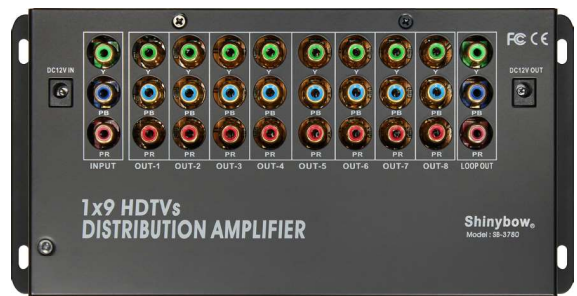 FC CE
DC12V IN
DC12V OUT
Y Y Y Y Y Y Y Y Y Y
PB PB PB PB PB PB PB PB PB PB
PR PR PR PR PR PR PR PR PR PR
INPUT OUT-1 OUT-2 OUT-3 OUT-4 OUT-5 OUT-6 OUT-7 OUT-8 LOOP OUT
1x9 HDTVs
DISTRIBUTION AMPLIFIER
Shinybow®
Model : SB-3780